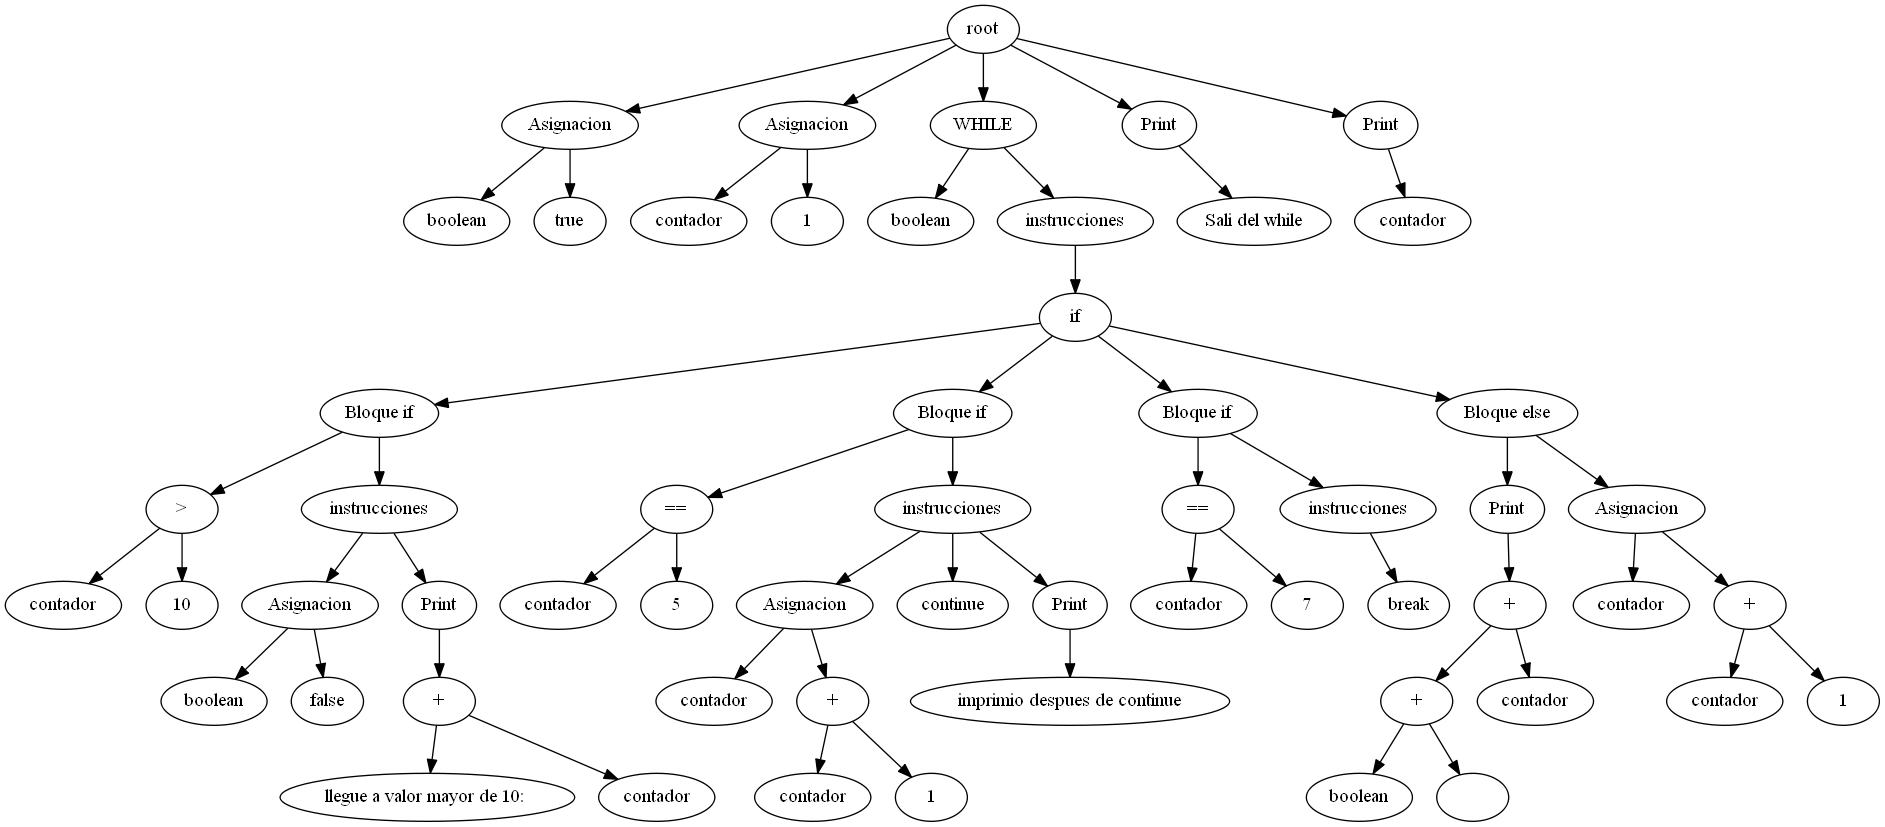 root
Asignacion
Asignacion
WHILE
Print
Print
boolean
true
contador
1
boolean
instrucciones
Sali del while
contador
if
Bloque if
Bloque if
Bloque if
Bloque else
>
instrucciones
==
instrucciones
==
instrucciones
Print
Asignacion
contador
10
Asignacion
Print
contador
5
Asignacion
continue
Print
contador
7
break
+
contador
+
boolean
false
+
contador
+
imprimio despues de continue
+
contador
contador
1
llegue a valor mayor de 10:
contador
contador
1
boolean